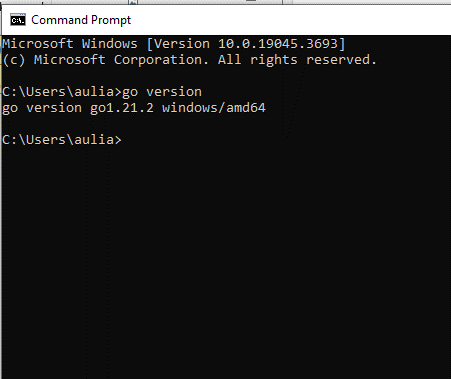 Command Prompt
Microsoft Windows [Version 10.0.19045.3693]
(c) Microsoft Corporation. All rights reserved.
C:\Users\aulia>go version
go version go1.21.2 windows/amd64
C:\Users\aulia>